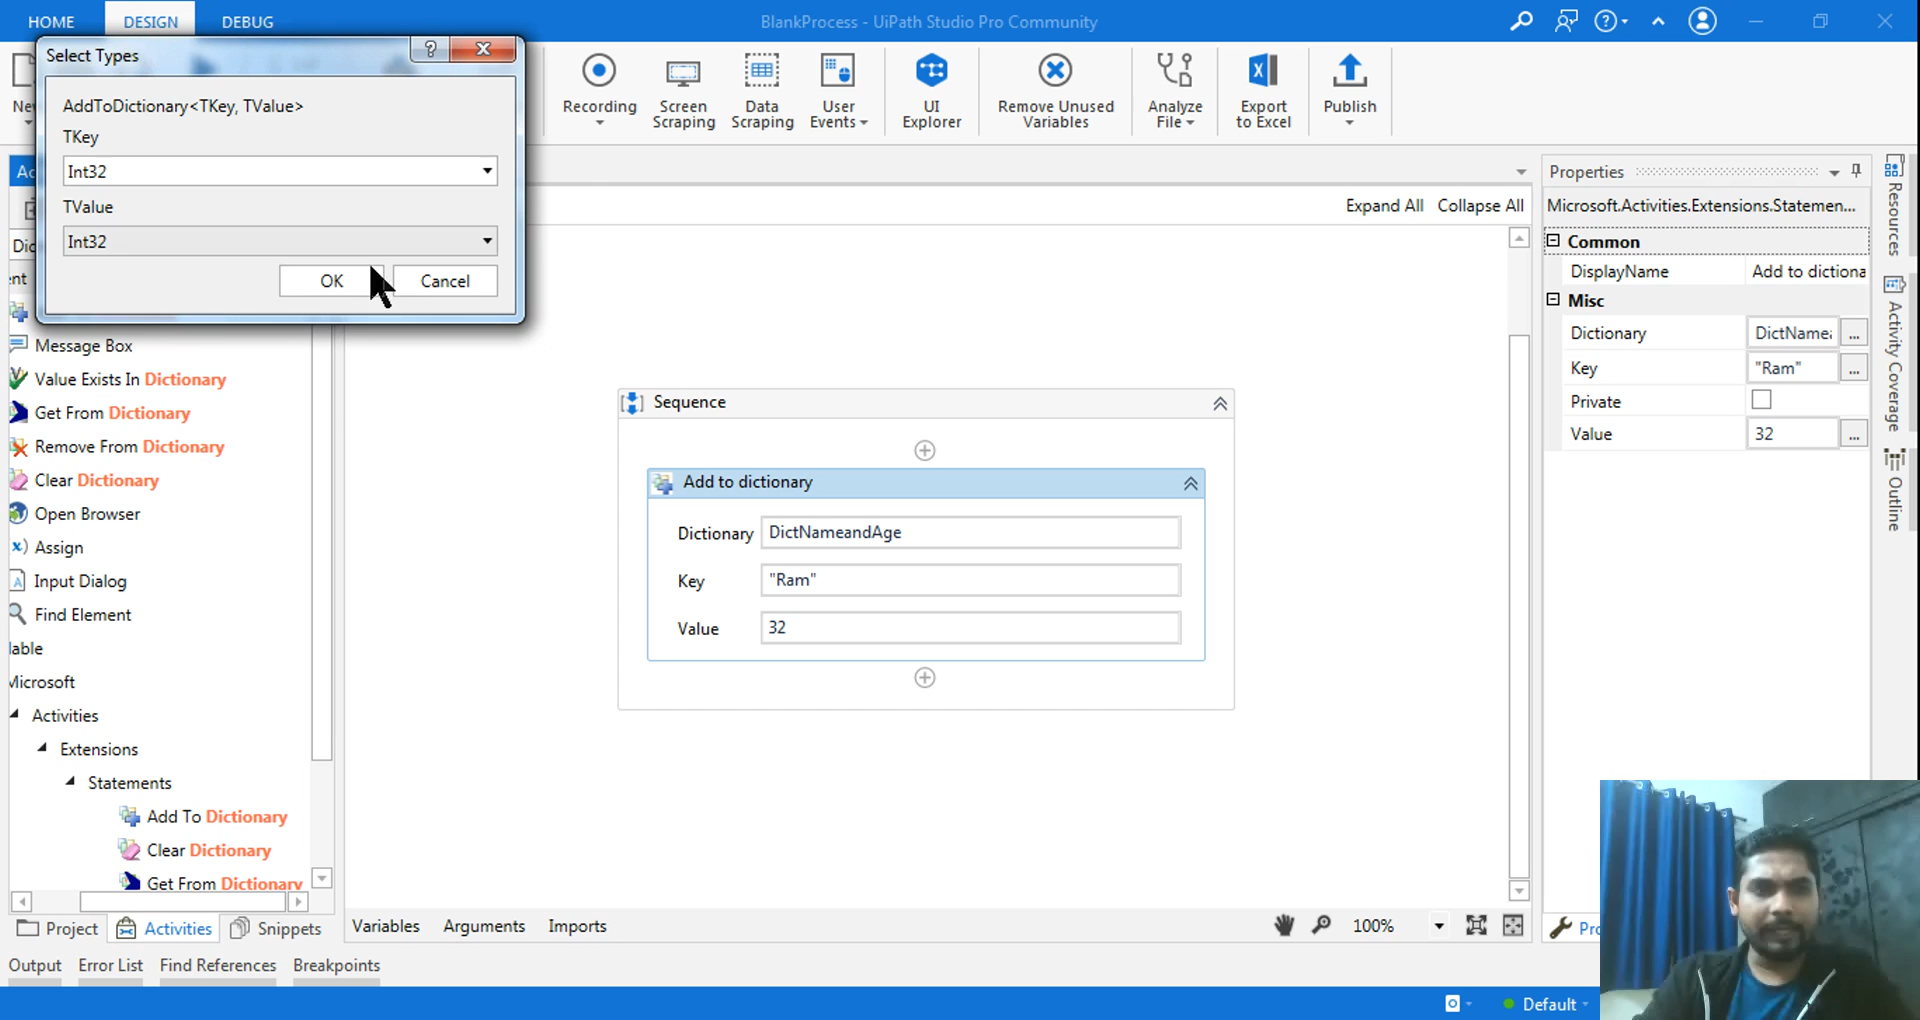 HOME DESIGN DEBUG
BlankProcess - UiPath Studio Pro Community
Select Types
AddToDictionary<TKey, TValue>
TKey
Int32
TValue
Int32
OK Cancel
Recording
Screen Scraping
Data Scraping
User Events
UI Explorer
Remove Unused Variables
Analyze File
Export to Excel
Publish
Expand All Collapse All
Message Box
Value Exists In Dictionary
Get From Dictionary
Remove From Dictionary
Clear Dictionary
Open Browser
Assign
Input Dialog
Find Element
Activities
Extensions
Statements
Add To Dictionary
Clear Dictionary
Get From Dictionary
Project Activities Snippets
Sequence
Add to dictionary
Dictionary DictNameandAge
Key "Ram"
Value 32
Variables Arguments Imports
100%
Properties
Microsoft.Activities.Extensions.Statemen...
Common
DisplayName Add to dictiona
Misc
Dictionary DictName
Key "Ram" ...
Private
Value 32 ...
Resources
Activity Coverage
Outline
Output Error List Find References Breakpoints
Default